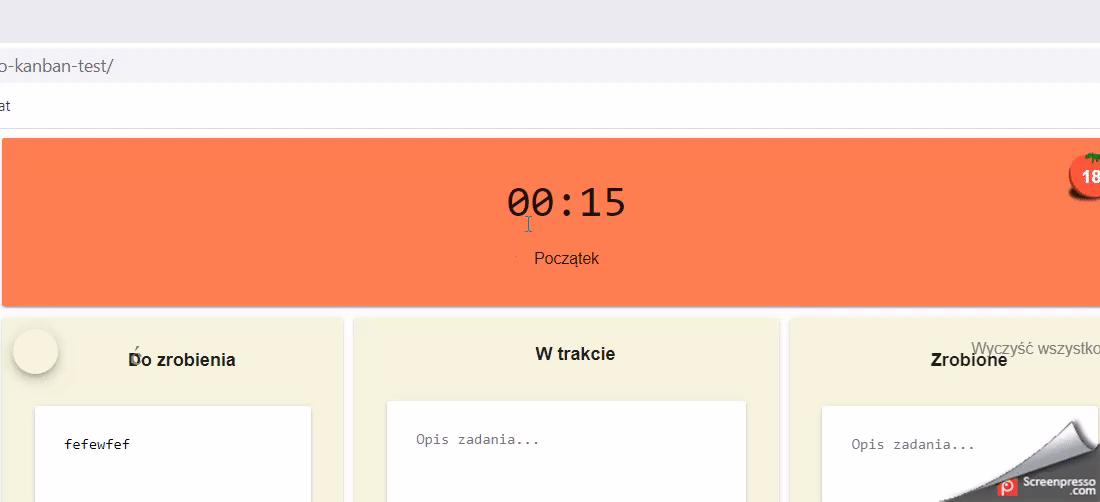 o-kanban-test/
at
00:15
18
Początek
Do zrobienia
W trakcie
Wyczyść wszystko
Zrobione
fefewfef
Opis zadania...
Opis zadania...
Screenpresso
.com